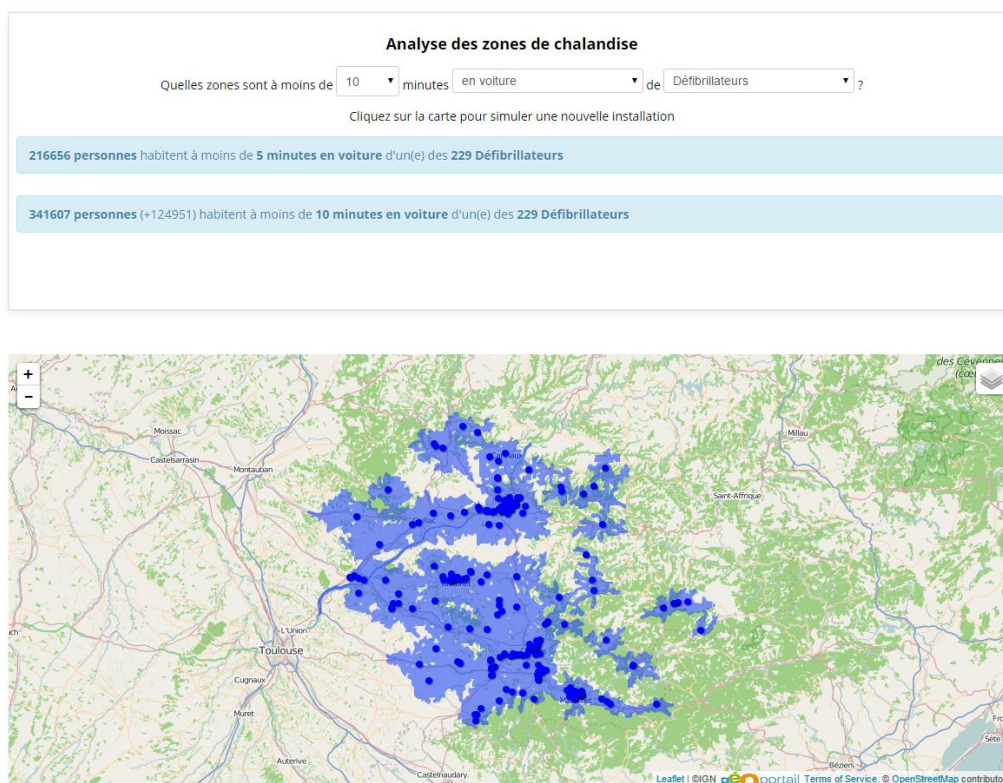 Analyse des zones de chalandise
Quelles zones sont à moins de 10 minutes en voiture de Défibrillateurs ?
Cliquez sur la carte pour simuler une nouvelle installation
216656 personnes habitent à moins de 5 minutes en voiture d'un(e) des 229 Défibrillateurs
341607 personnes (+124951) habitent à moins de 10 minutes en voiture d'un(e) des 229 Défibrillateurs
+
−
des Cévennes
Moissac
Millau
Castelsarrasin
Montauban
Saint-Affrique
L'Union
Toulouse
Cugnaux
Muret
Sète
Auterive
Castelnaudary
Béziers
Leaflet | ©IGN géoportail Terms of Service, © OpenStreetMap